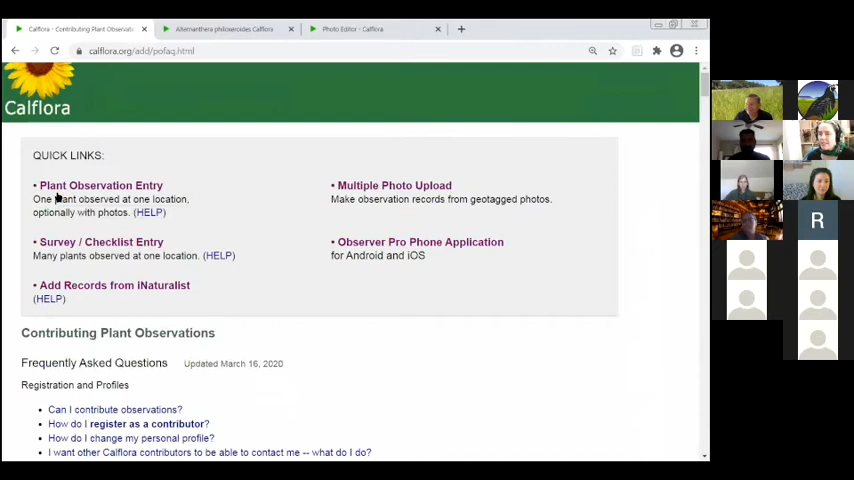 Calflora - Contributing Plant Observatio
Alternanthera philoxeroides Calflora
Photo Editor - Calflora
calflora.org/add/pofaq.html
Calflora
QUICK LINKS:
• Plant Observation Entry
One plant observed at one location,
optionally with photos. (HELP)
• Multiple Photo Upload
Make observation records from geotagged photos.
• Survey / Checklist Entry
Many plants observed at one location. (HELP)
• Observer Pro Phone Application
for Android and iOS
• Add Records from iNaturalist
(HELP)
Contributing Plant Observations
Frequently Asked Questions Updated March 16, 2020
Registration and Profiles
• Can I contribute observations?
• How do I register as a contributor?
• How do I change my personal profile?
• I want other Calflora contributors to be able to contact me -- what do I do?
R